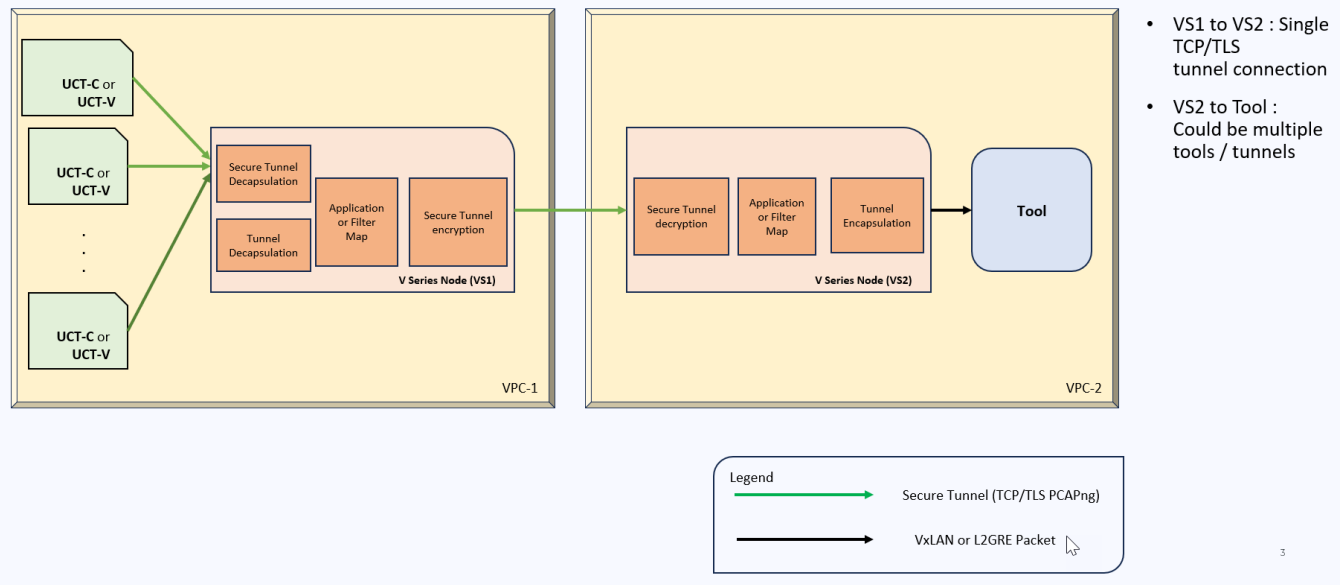 UCT-C or
UCT-V
UCT-C or
UCT-V
.
.
.
UCT-C or
UCT-V
Secure Tunnel
Decapsulation
Tunnel
Decapsulation
Application
or Filter
Map
Secure Tunnel
encryption
V Series Node (VS1)
VPC-1
Secure Tunnel
decryption
Application
or Filter
Map
Tunnel
Encapsulation
V Series Node (VS2)
Tool
VPC-2
• VS1 to VS2 : Single
TCP/TLS
tunnel connection
• VS2 to Tool :
Could be multiple
tools / tunnels
Legend
Secure Tunnel (TCP/TLS PCAPng)
VxLAN or L2GRE Packet
3